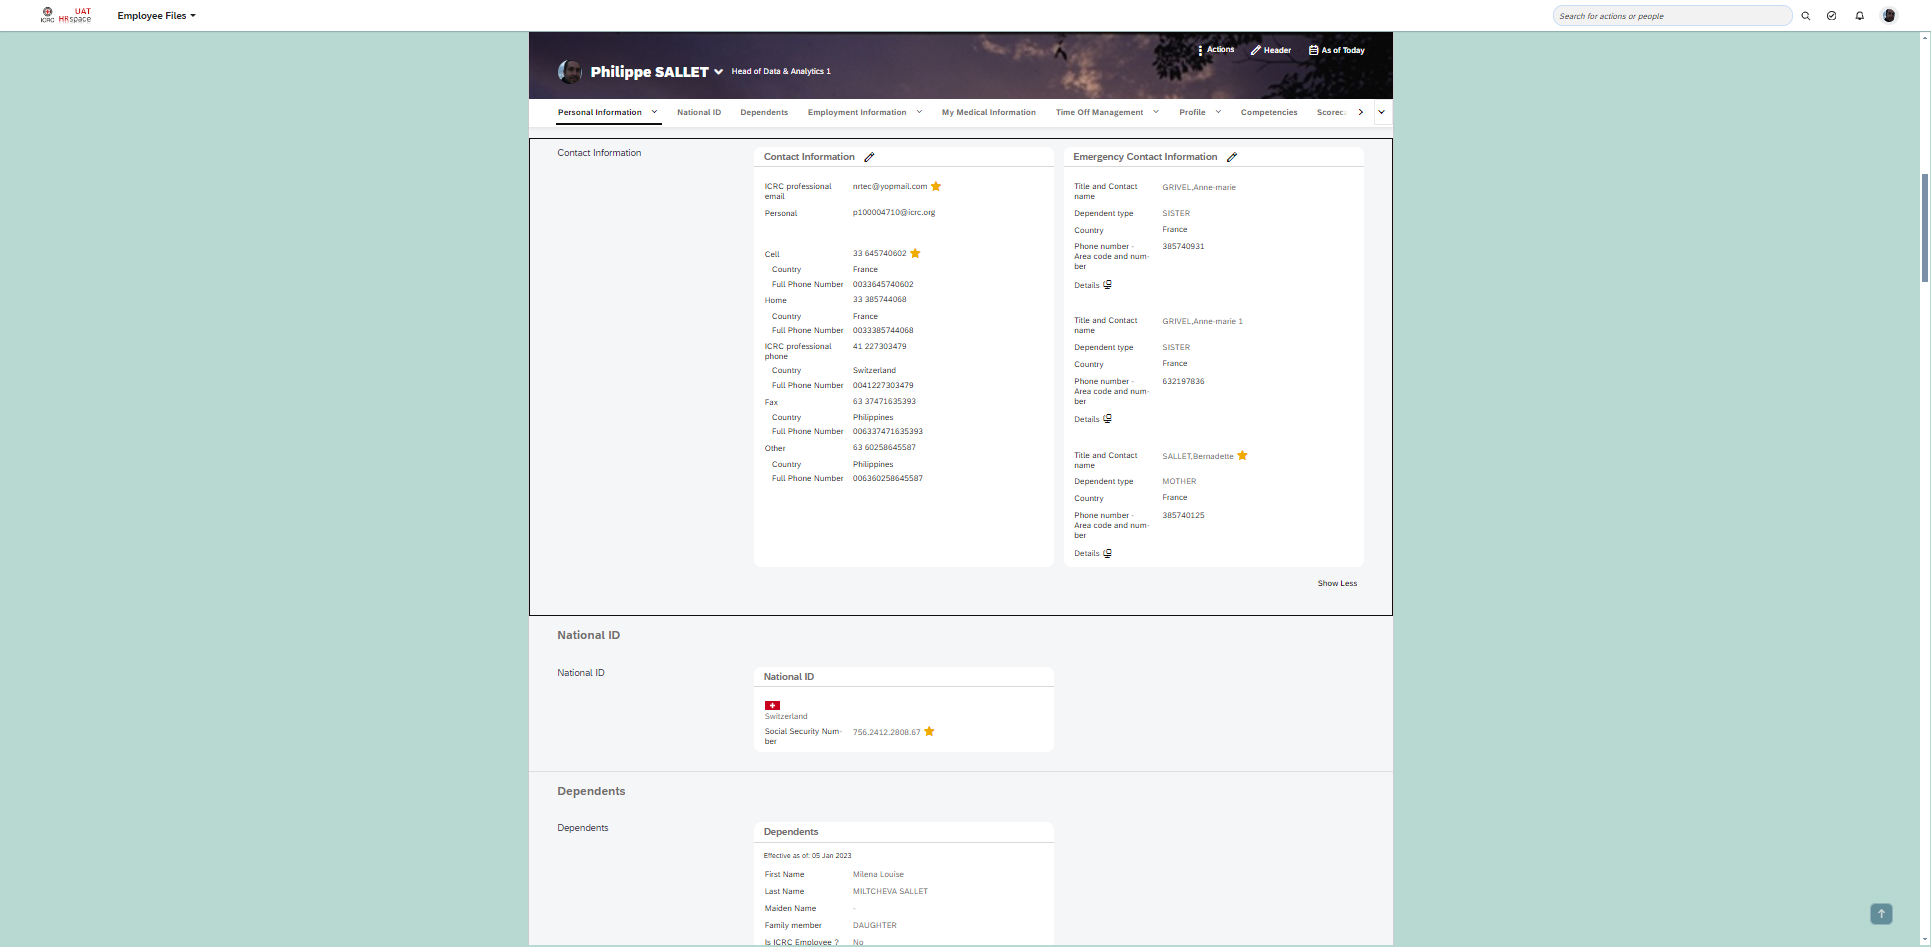 ICRC
UAT
HRspace
Employee Files
Search for actions or people
Actions
Header
As of Today
Philippe SALLET
Head of Data & Analytics 1
Personal Information
National ID
Dependents
Employment Information
My Medical Information
Time Off Management
Profile
Competencies
Scorec
Contact Information
Contact Information
ICRC professional
email
nrtec@yopmail.com
Personal
p100004710@icrc.org
Cell
33 645740602
Country
France
Full Phone Number
0033645740602
Home
33 385744068
Country
France
Full Phone Number
0033385744068
ICRC professional
phone
41 227303479
Country
Switzerland
Full Phone Number
0041227303479
Fax
63 37471635393
Country
Philippines
Full Phone Number
006337471635393
Other
63 60258645587
Country
Philippines
Full Phone Number
006360258645587
Emergency Contact Information
Title and Contact
name
GRIVEL,Anne-marie
Dependent type
SISTER
Country
France
Phone number -
Area code and num-
ber
385740931
Details
Title and Contact
name
GRIVEL,Anne-marie 1
Dependent type
SISTER
Country
France
Phone number -
Area code and num-
ber
632197836
Details
Title and Contact
name
SALLET,Bernadette
Dependent type
MOTHER
Country
France
Phone number -
Area code and num-
ber
385740125
Details
Show Less
National ID
National ID
National ID
Switzerland
Social Security Num-
ber
756.2412.2808.67
Dependents
Dependents
Dependents
Effective as of: 05 Jan 2023
First Name
Milena Louise
Last Name
MILTCHEVA SALLET
Maiden Name
-
Family member
DAUGHTER
Is ICRC Employee ?
No